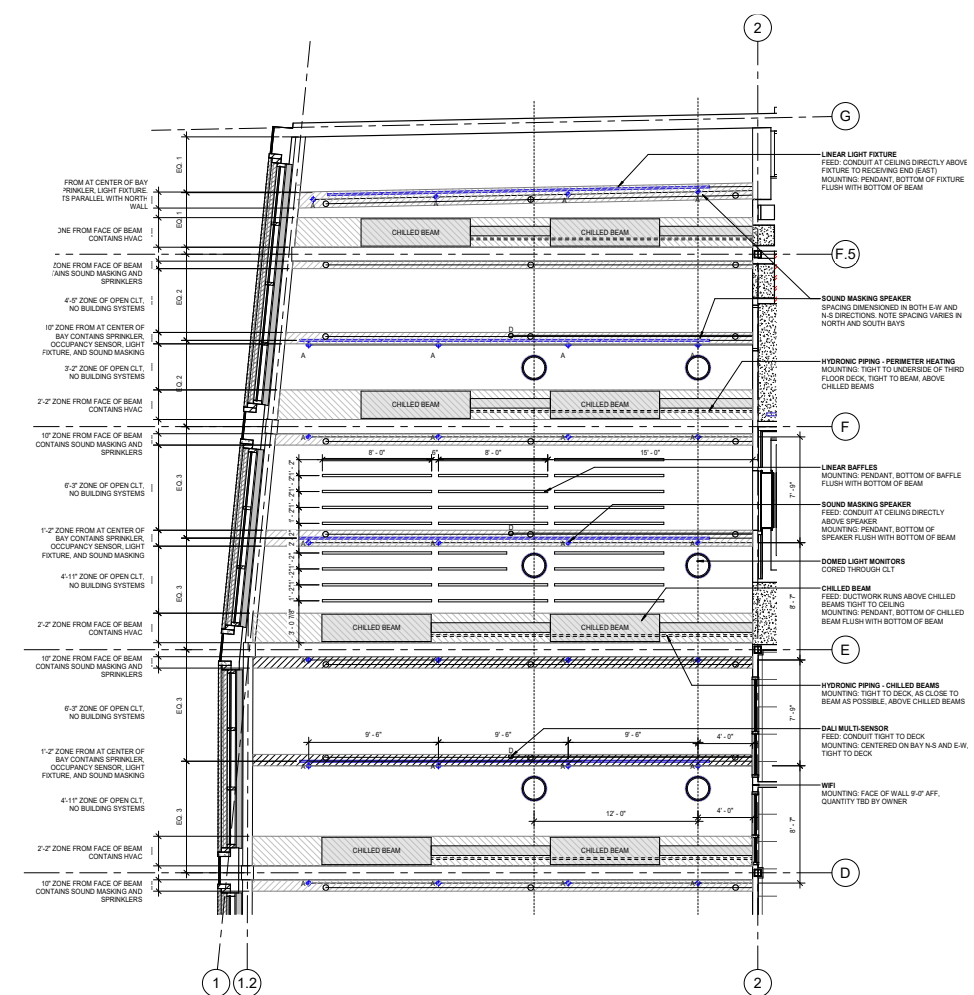 2
G
EQ. 1
FROM AT CENTER OF BAY
PRINKLER, LIGHT FIXTURE.
TS PARALLEL WITH NORTH
WALL
EQ. 1
ONE FROM FACE OF BEAM
CONTAINS HVAC
LINEAR LIGHT FIXTURE
FEED: CONDUIT AT CEILING DIRECTLY ABOVE
FIXTURE TO RECEIVING END (EAST)
MOUNTING: PENDANT, BOTTOM OF FIXTURE
FLUSH WITH BOTTOM OF BEAM
A A A A
CHILLED BEAM CHILLED BEAM
F.5
ZONE FROM FACE OF BEAM
TAINS SOUND MASKING AND
SPRINKLERS
4'-5" ZONE OF OPEN CLT,
NO BUILDING SYSTEMS
EQ.2
SOUND MASKING SPEAKER
SPACING DIMENSIONED IN BOTH E-W AND
N-S DIRECTIONS. NOTE SPACING VARIES IN
NORTH AND SOUTH BAYS
10" ZONE FROM AT CENTER OF
BAY CONTAINS SPRINKLER,
OCCUPANCY SENSOR, LIGHT
FIXTURE, AND SOUND MASKING
D
A A A A
3'-2" ZONE OF OPEN CLT,
NO BUILDING SYSTEMS
EQ.2
HYDRONIC PIPING - PERIMETER HEATING
MOUNTING: TIGHT TO UNDERSIDE OF THIRD
FLOOR DECK, TIGHT TO BEAM, ABOVE
CHILLED BEAMS
2'-2" ZONE FROM FACE OF BEAM
CONTAINS HVAC
CHILLED BEAM CHILLED BEAM
F
10" ZONE FROM FACE OF BEAM
CONTAINS SOUND MASKING AND
SPRINKLERS
A A A A
8' - 0" 6" 8' - 0" 15' - 0"
6'-3" ZONE OF OPEN CLT,
NO BUILDING SYSTEMS
EQ. 3
1' - 2" 1' - 2" 1' - 2" 1' - 2"
LINEAR BAFFLES
MOUNTING: PENDANT, BOTTOM OF BAFFLE
FLUSH WITH BOTTOM OF BEAM
7' - 9"
SOUND MASKING SPEAKER
FEED: CONDUIT AT CEILING DIRECTLY
ABOVE SPEAKER
MOUNTING: PENDANT, BOTTOM OF
SPEAKER FLUSH WITH BOTTOM OF BEAM
1'-2" ZONE FROM AT CENTER OF
BAY CONTAINS SPRINKLER,
OCCUPANCY SENSOR, LIGHT
FIXTURE, AND SOUND MASKING
D
A A A A
1' - 2" 1' - 2" 1' - 2"
DOMED LIGHT MONITORS
CORED THROUGH CLT
4'-11" ZONE OF OPEN CLT,
NO BUILDING SYSTEMS
EQ. 3
3' - 0 7/8"
8' - 7"
CHILLED BEAM
FEED: DUCTWORK RUNS ABOVE CHILLED
BEAMS TIGHT TO CEILING
MOUNTING: PENDANT, BOTTOM OF CHILLED
BEAM FLUSH WITH BOTTOM OF BEAM
2'-2" ZONE FROM FACE OF BEAM
CONTAINS HVAC
CHILLED BEAM CHILLED BEAM
E
10" ZONE FROM FACE OF BEAM
CONTAINS SOUND MASKING AND
SPRINKLERS
A A A A
HYDRONIC PIPING - CHILLED BEAMS
MOUNTING: TIGHT TO DECK, AS CLOSE TO
BEAM AS POSSIBLE, ABOVE CHILLED BEAMS
6'-3" ZONE OF OPEN CLT,
NO BUILDING SYSTEMS
EQ. 3
7' - 9"
9' - 6" 9' - 6" 9' - 6" 4' - 0"
DALI MULTI-SENSOR
FEED: CONDUIT TIGHT TO DECK
MOUNTING: CENTERED ON BAY N-S AND E-W,
TIGHT TO DECK
1'-2" ZONE FROM AT CENTER OF
BAY CONTAINS SPRINKLER,
OCCUPANCY SENSOR, LIGHT
FIXTURE, AND SOUND MASKING
D
A A A A
WIFI
MOUNTING: FACE OF WALL 9'-0" AFF,
QUANTITY TBD BY OWNER
4'-11" ZONE OF OPEN CLT,
NO BUILDING SYSTEMS
EQ. 3
12' - 0" 4' - 0"
8' - 7"
2'-2" ZONE FROM FACE OF BEAM
CONTAINS HVAC
CHILLED BEAM CHILLED BEAM
D
10" ZONE FROM FACE OF BEAM
CONTAINS SOUND MASKING AND
SPRINKLERS
A A A A
1 1.2 2